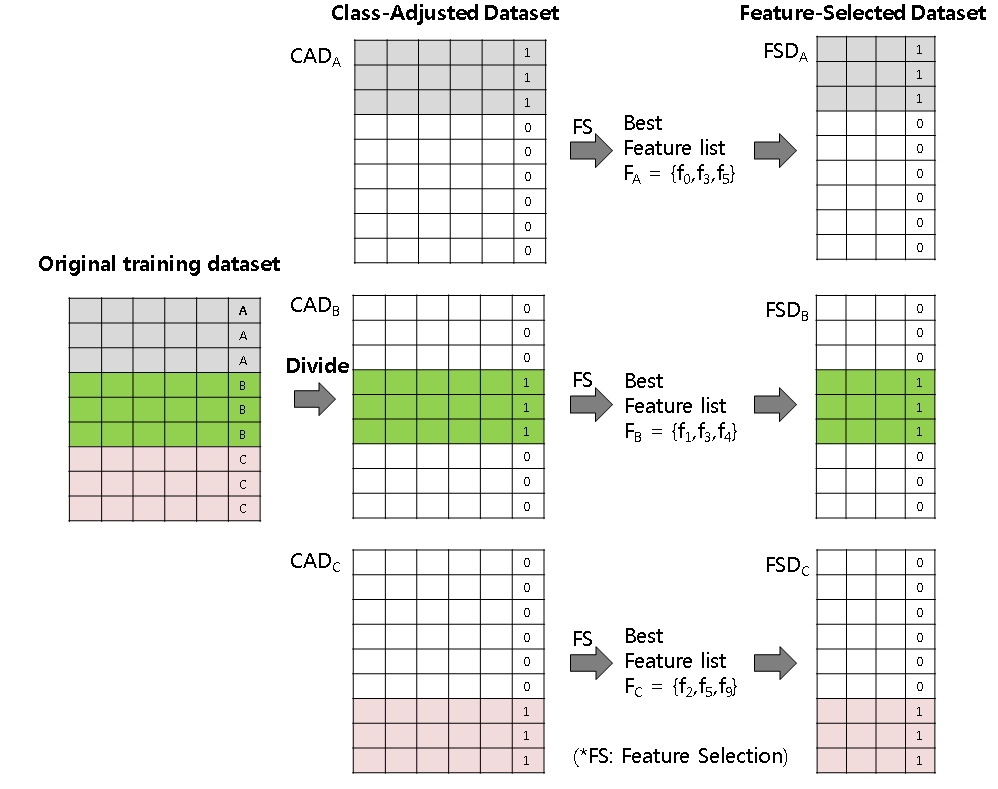 Class-Adjusted Dataset
Feature-Selected Dataset
CAD_A
1
1
1
0
0
0
0
0
0
FS
Best
Feature list
F_A = {f_0,f_3,f_5}
FSD_A
1
1
1
0
0
0
0
0
0
Original training dataset
A
A
A
B
B
B
C
C
C
Divide
CAD_B
0
0
0
1
1
1
0
0
0
FS
Best
Feature list
F_B = {f_1,f_3,f_4}
FSD_B
0
0
0
1
1
1
0
0
0
CAD_C
0
0
0
0
0
0
1
1
1
FS
Best
Feature list
F_C = {f_2,f_5,f_9}
FSD_C
0
0
0
0
0
0
1
1
1
(*FS: Feature Selection)